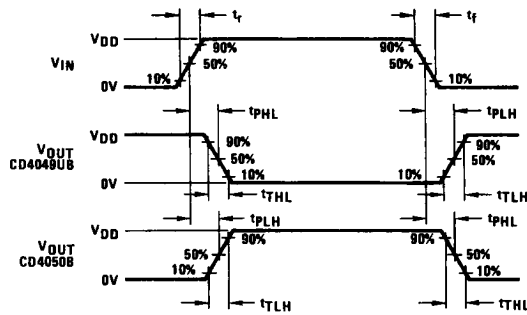 tr
tf
VDD
90%
90%
VIN
50%
50%
10%
10%
0V
tPHL
tPLH
VDD
90%
90%
VOUT
CD4049UB
50%
50%
10%
10%
0V
tTHL
tTLH
tPLH
tPHL
VDD
90%
90%
VOUT
CD4050B
50%
50%
10%
10%
0V
tTLH
tTHL